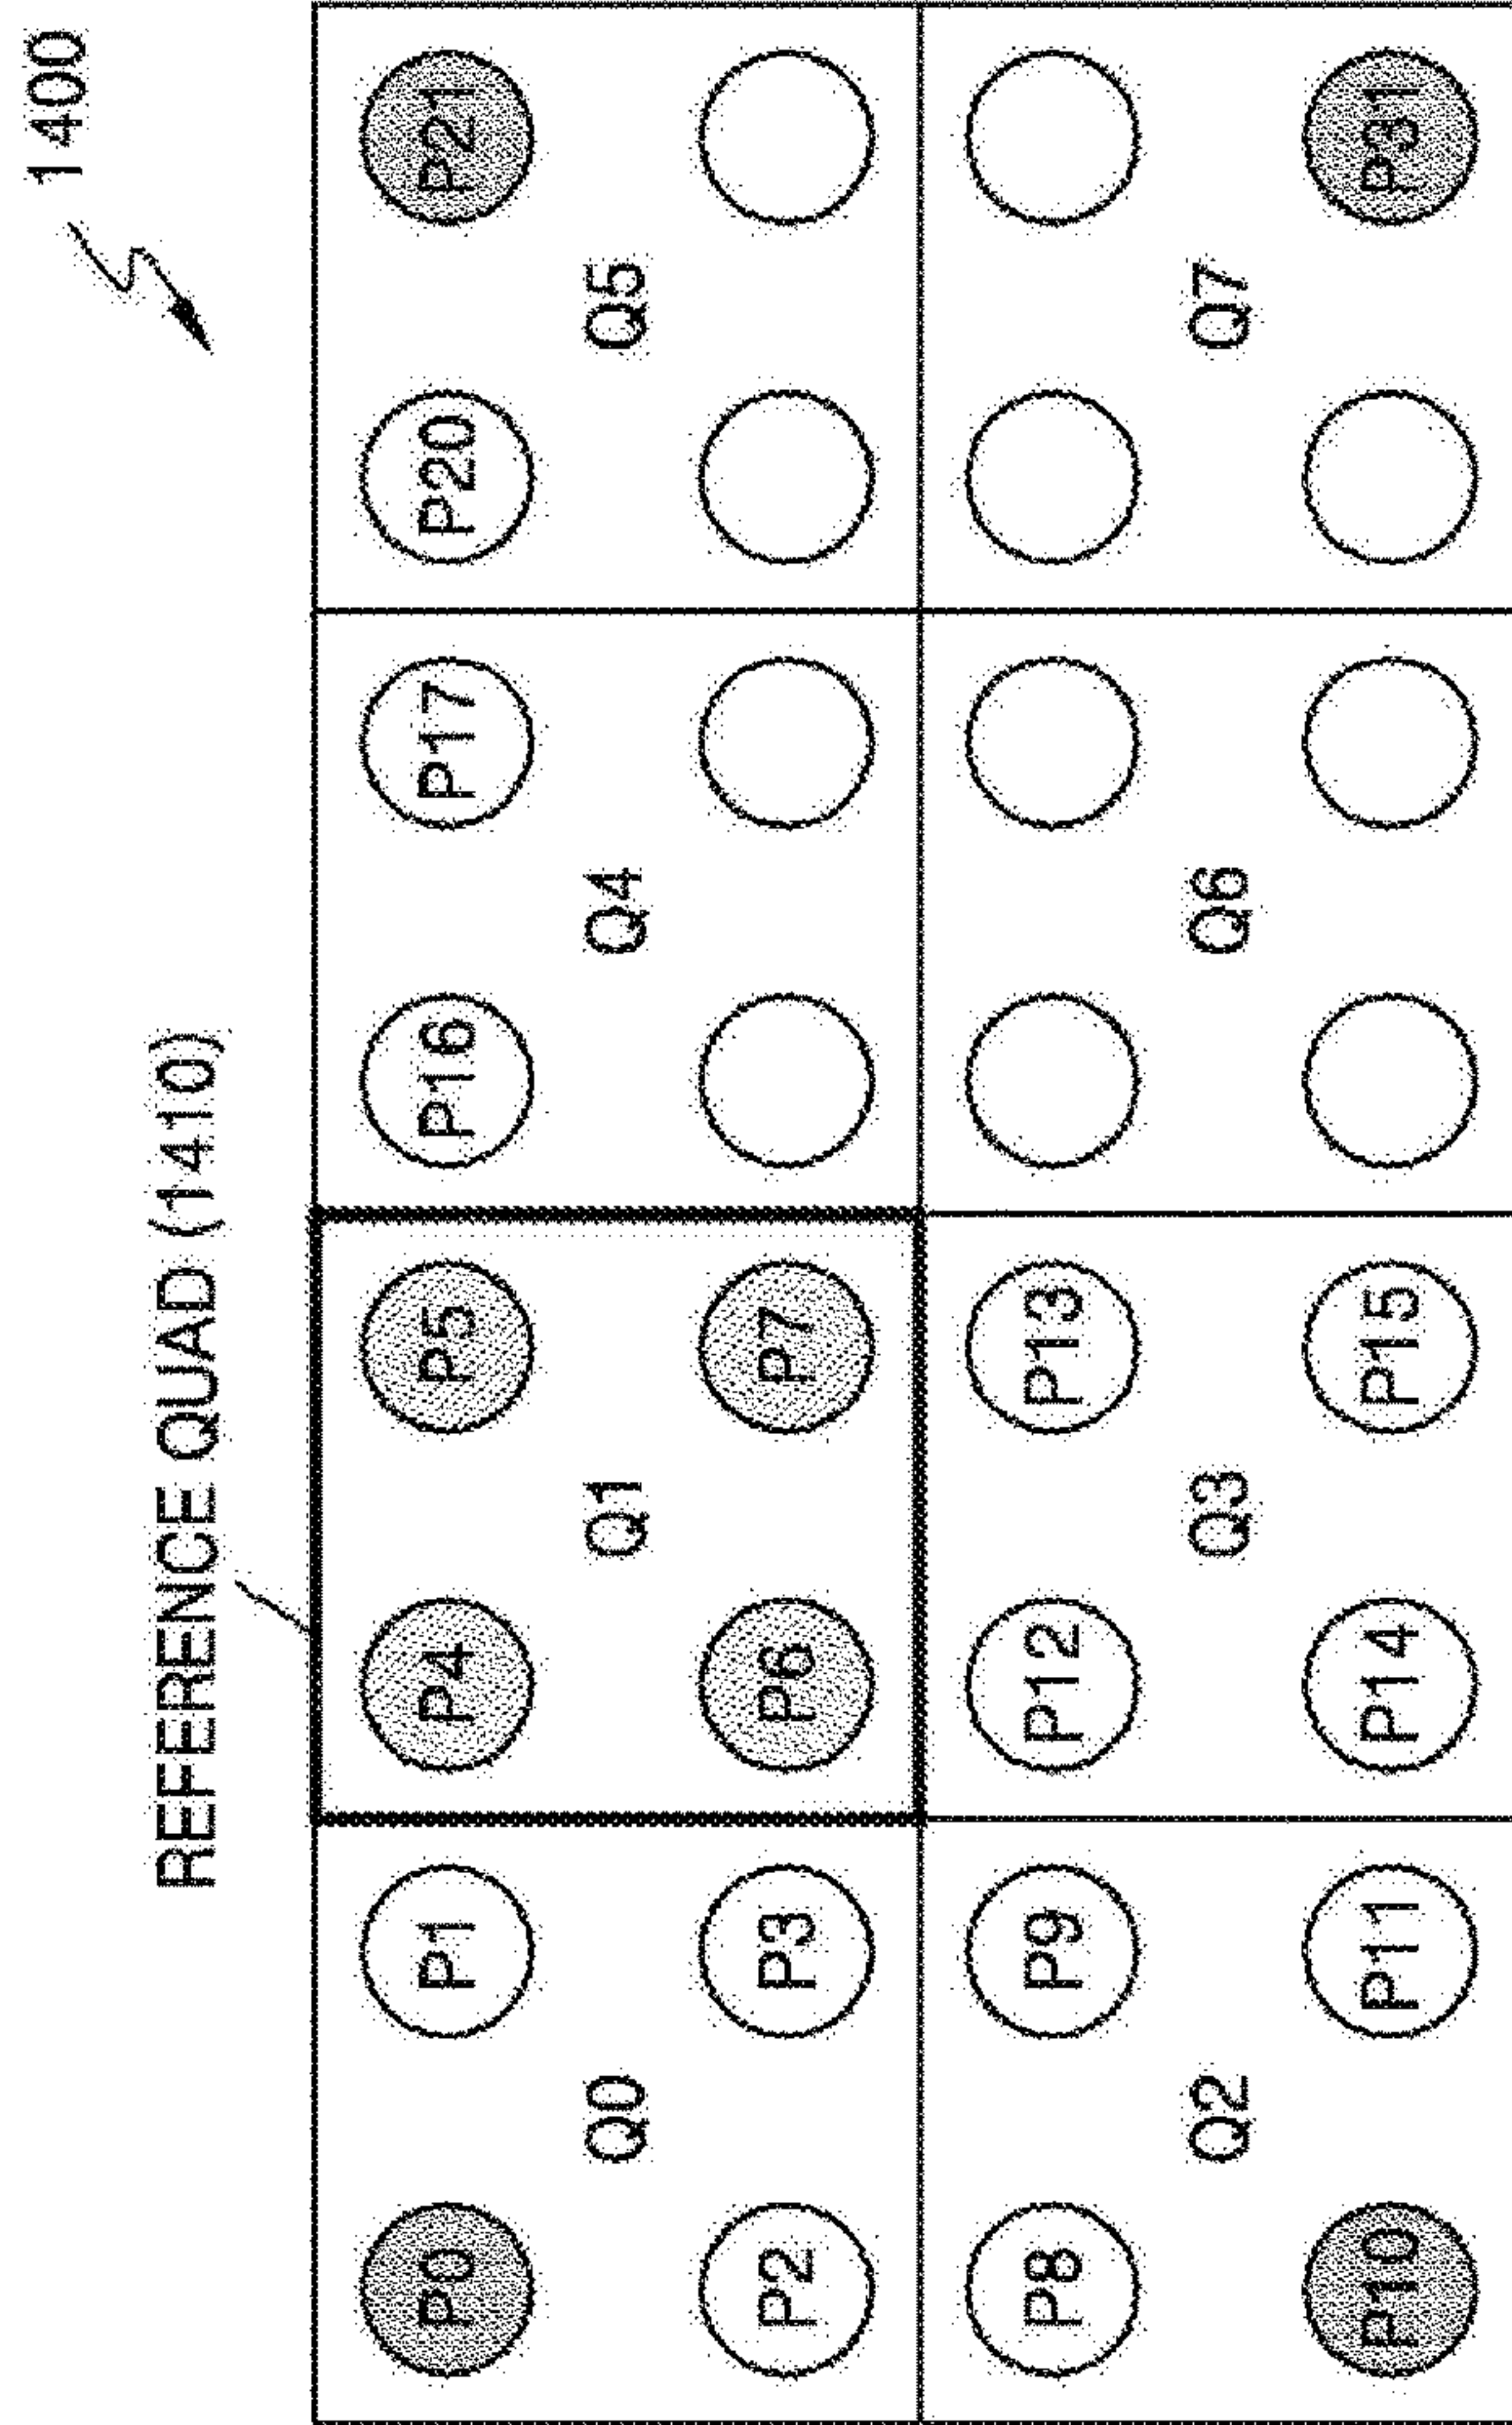 1400
REFERENCE QUAD (1410)
P0 P1 P4 P5 P16 P17 P20 P21
Q0 Q1 Q4 Q5
P2 P3 P6 P7
P8 P9 P12 P13
Q2 Q3 Q6 Q7
P10 P11 P14 P15 P31